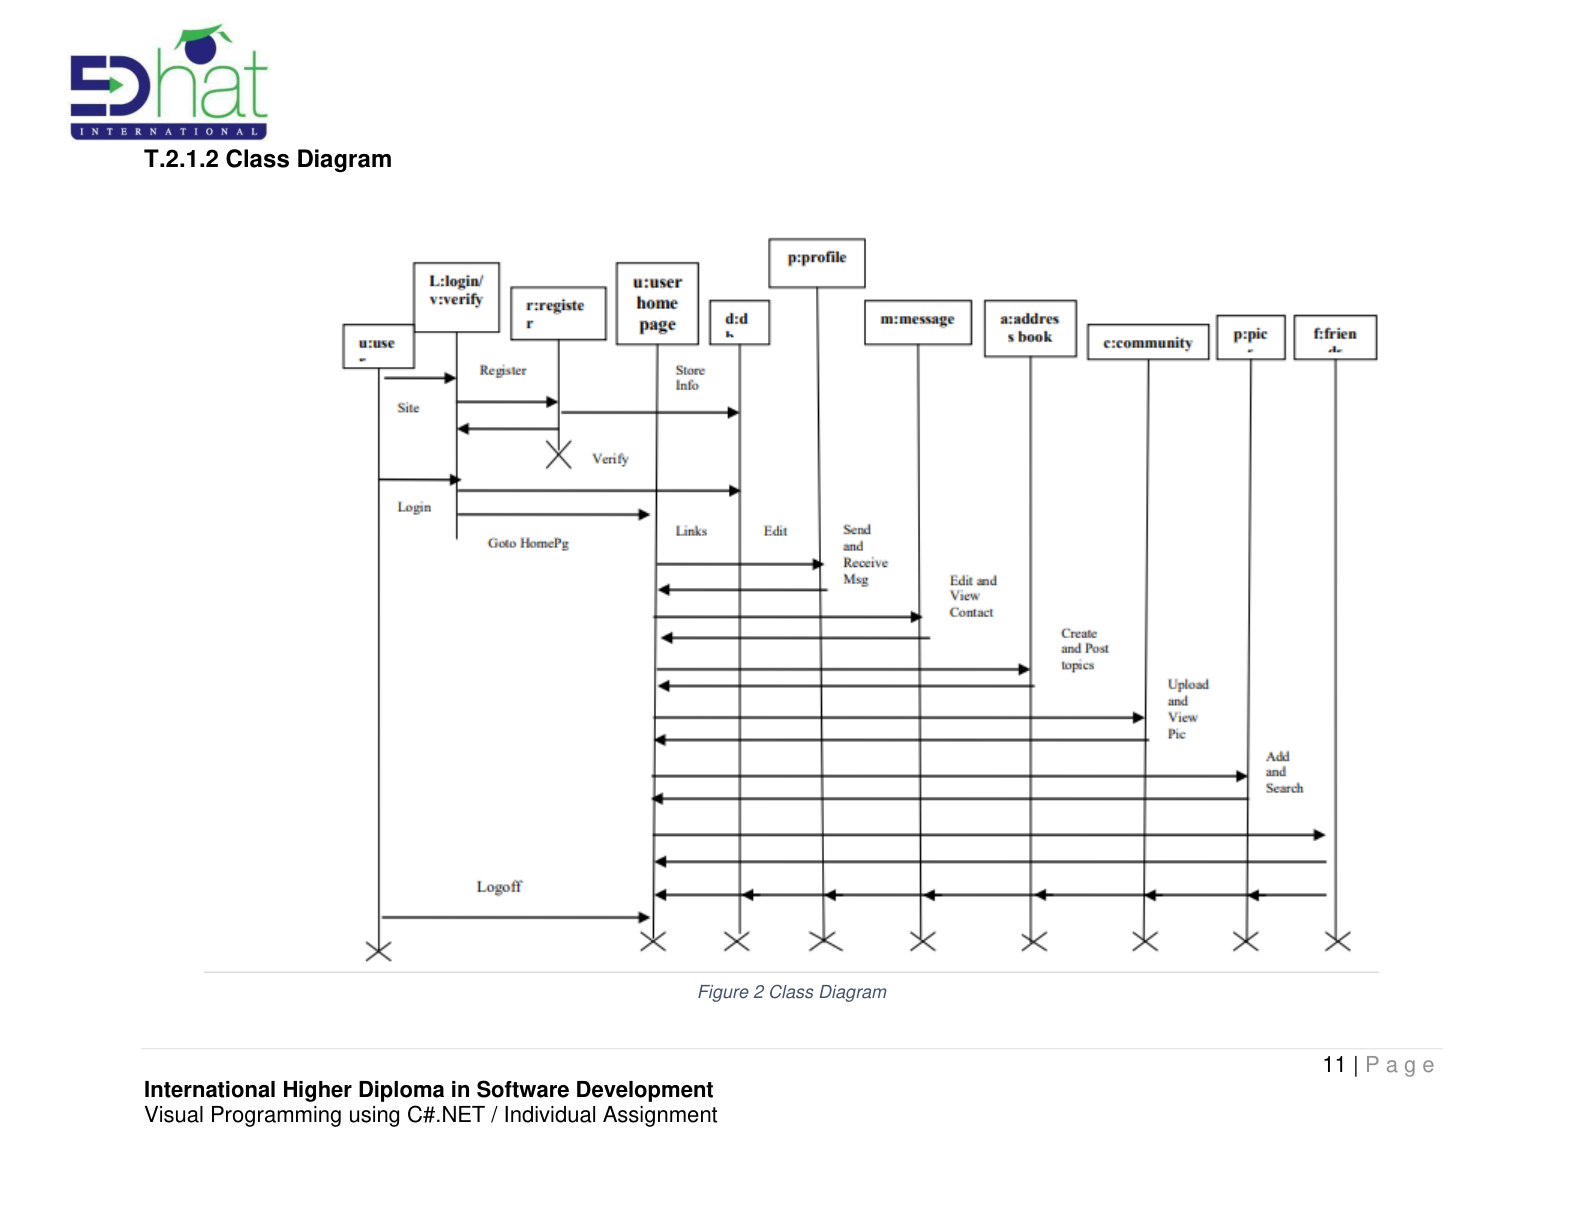 EDhat
INTERNATIONAL
T.2.1.2 Class Diagram
p:profile
L:login/
v:verify
u:user
home
page
r:registe
r
d:d
m:message
a:addres
s book
c:community
p:pic
f:frien
u:use
Register
Store
Info
Site
Verify
Login
Goto HomePg
Links
Edit
Send
and
Receive
Msg
Edit and
View
Contact
Create
and Post
topics
Upload
and
View
Pic
Add
and
Search
Logoff
Figure 2 Class Diagram
11 | Page
International Higher Diploma in Software Development
Visual Programming using C#.NET / Individual Assignment